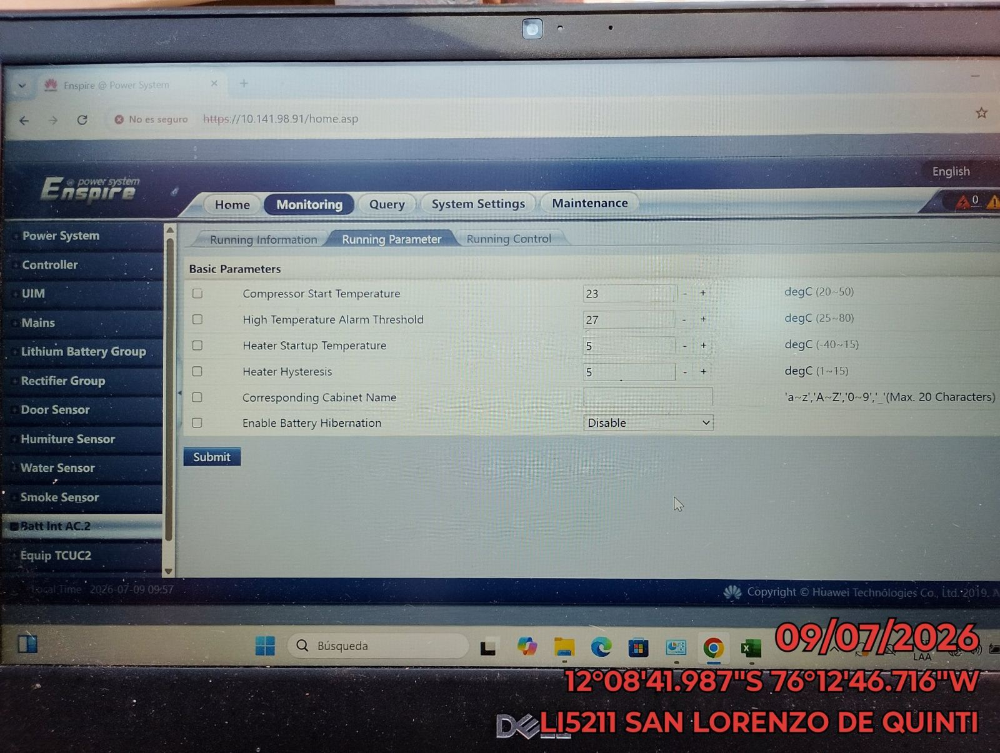 Enspire @ Power System
No es seguro https://10.141.98.91/home.asp
English
@ power system
Enspire
Home Monitoring Query System Settings Maintenance
0
Power System
Controller
UIM
Mains
Lithium Battery Group
Rectifier Group
Door Sensor
Humiture Sensor
Water Sensor
Smoke Sensor
Batt Int AC.2
Equip TCUC2
Running Information Running Parameter Running Control
Basic Parameters
Compressor Start Temperature 23 - + degC (20~50)
High Temperature Alarm Threshold 27 - + degC (25~80)
Heater Startup Temperature 5 - + degC (-40~15)
Heater Hysteresis 5 - + degC (1~15)
Corresponding Cabinet Name 'a~z','A~Z','0~9','_'(Max. 20 Characters)
Enable Battery Hibernation Disable
Submit
Local Time 2026-07-09 09:57
Copyright © Huawei Technologies Co., Ltd. 2019. A
Búsqueda
LAA
09/07/2026
12°08'41.987"S 76°12'46.716"W
DELL
LI5211 SAN LORENZO DE QUINTI